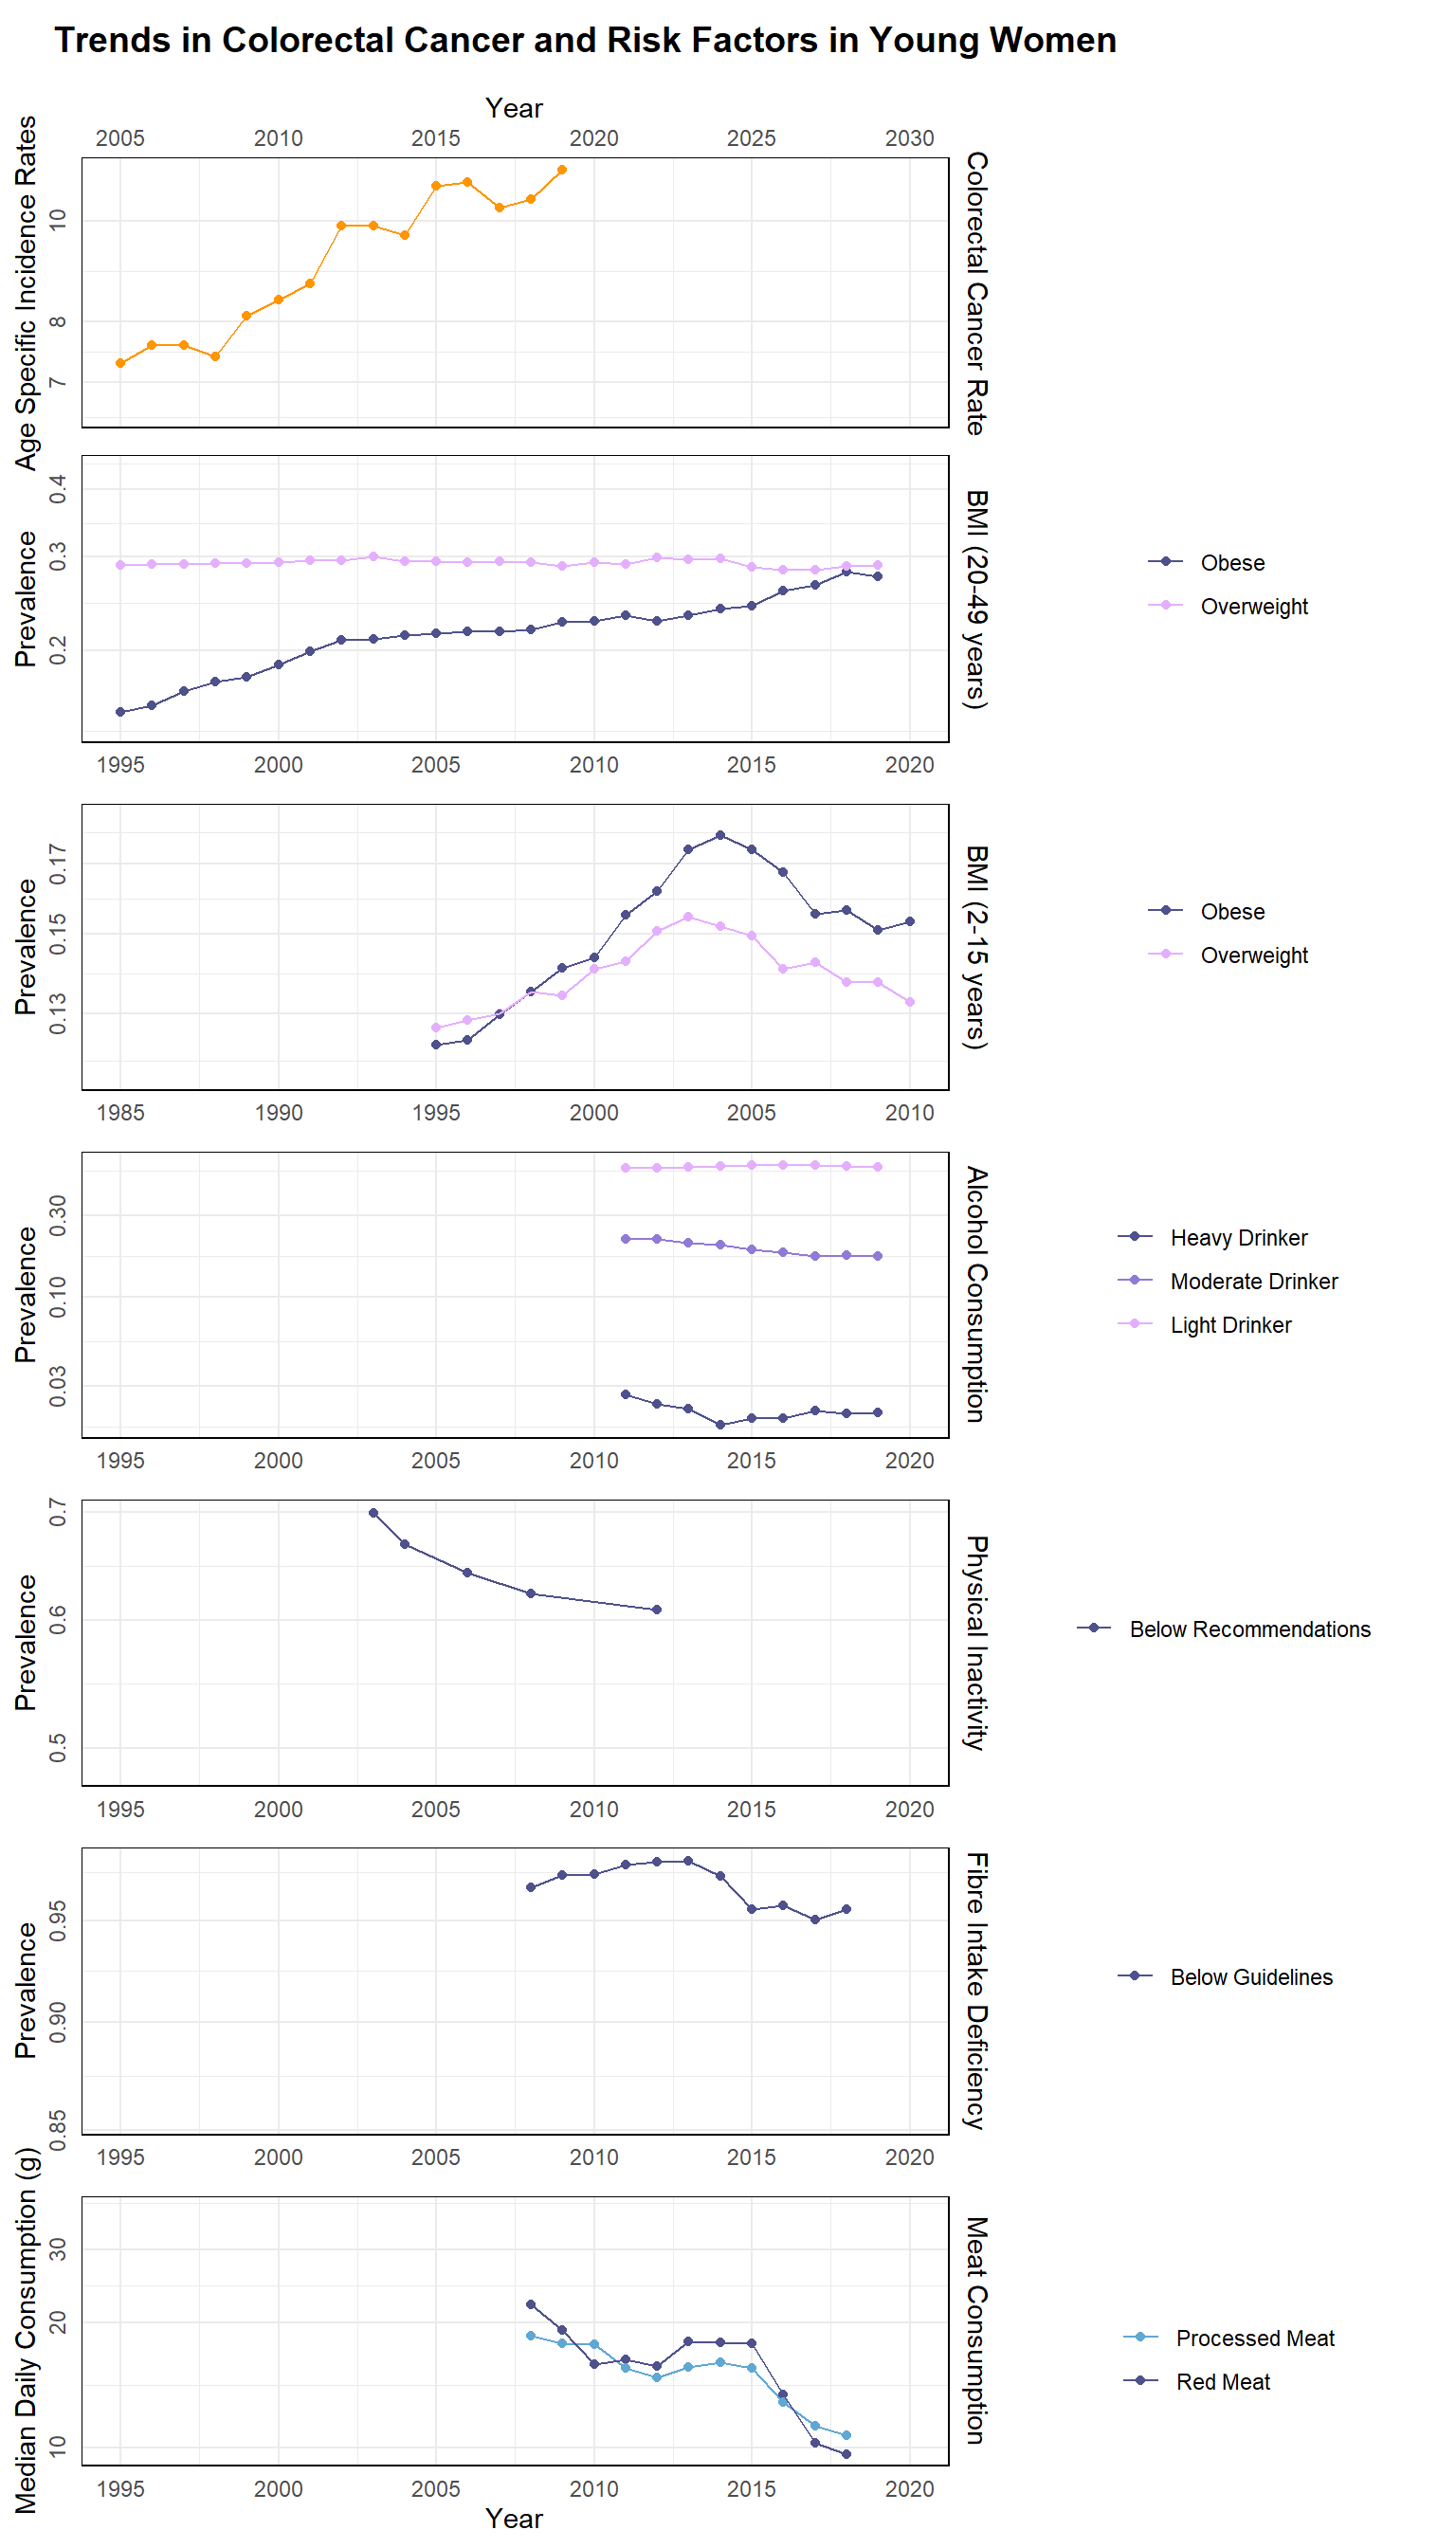 Trends in Colorectal Cancer and Risk Factors in Young Women
Year
2005 2010 2015 2020 2025 2030
Age Specific Incidence Rates
10
8
7
Colorectal Cancer Rate
Prevalence
0.4
0.3
0.2
BMI (20-49 years)
Obese
Overweight
1995 2000 2005 2010 2015 2020
Prevalence
0.17
0.15
0.13
BMI (2-15 years)
Obese
Overweight
1985 1990 1995 2000 2005 2010
Prevalence
0.30
0.10
0.03
Alcohol Consumption
Heavy Drinker
Moderate Drinker
Light Drinker
1995 2000 2005 2010 2015 2020
Prevalence
0.7
0.6
0.5
Physical Inactivity
Below Recommendations
1995 2000 2005 2010 2015 2020
Prevalence
0.95
0.90
0.85
Fibre Intake Deficiency
Below Guidelines
1995 2000 2005 2010 2015 2020
Median Daily Consumption (g)
30
20
10
Meat Consumption
Processed Meat
Red Meat
1995 2000 2005 2010 2015 2020
Year